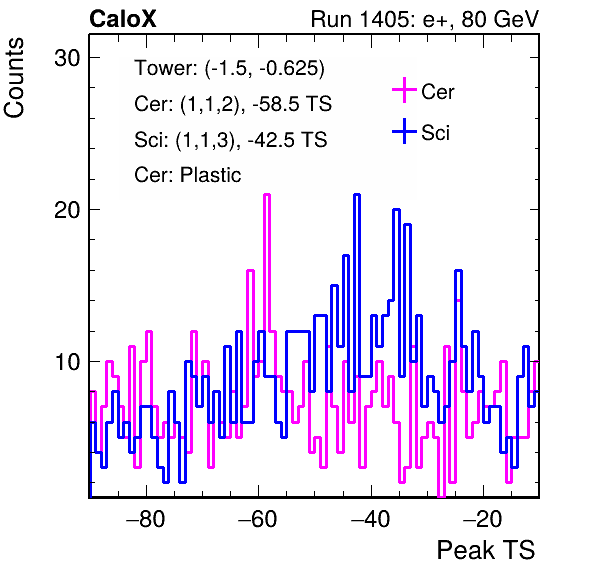 CaloX Run 1405: e+, 80 GeV
Counts
30
20
10
Tower: (-1.5, -0.625)
Cer: (1,1,2), -58.5 TS
Sci: (1,1,3), -42.5 TS
Cer: Plastic
Cer
Sci
−80 −60 −40 −20
Peak TS